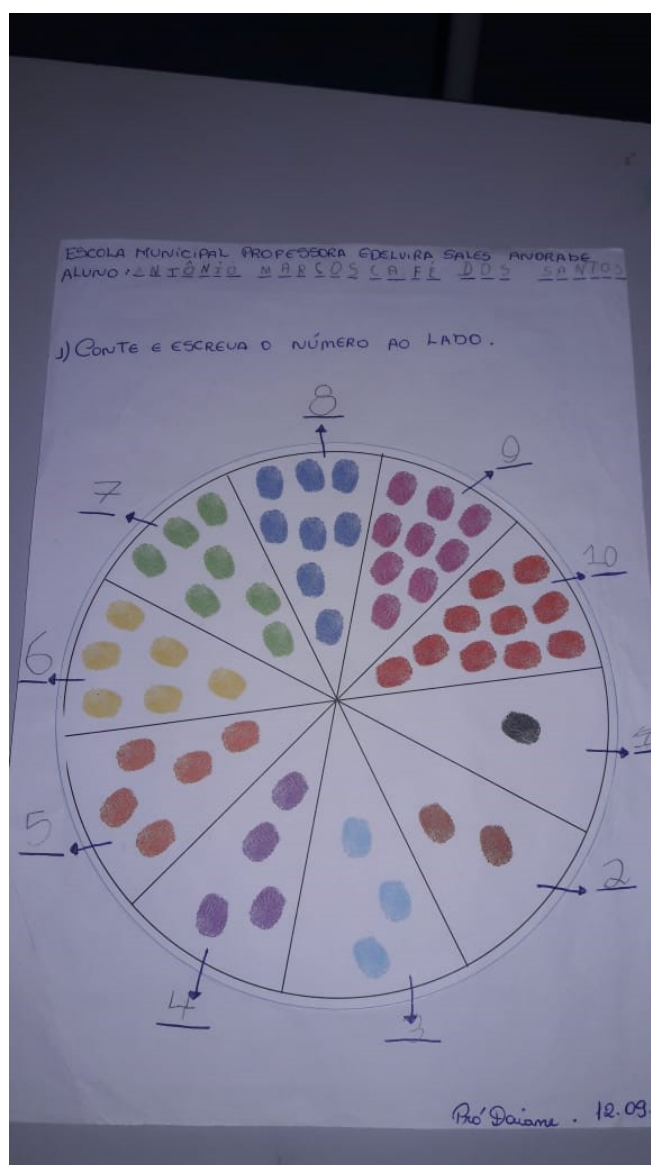 ESCOLA MUNICIPAL PROFESSORA EDELVIRA SALES ANDRADE
ALUNO: ANTÔNIO MARCOS CAFÉ DOS SANTOS
1) CONTE E ESCREVA O NÚMERO AO LADO.
8
9
7
10
6
1
5
2
4
3
Pró Daiane. 12.09.